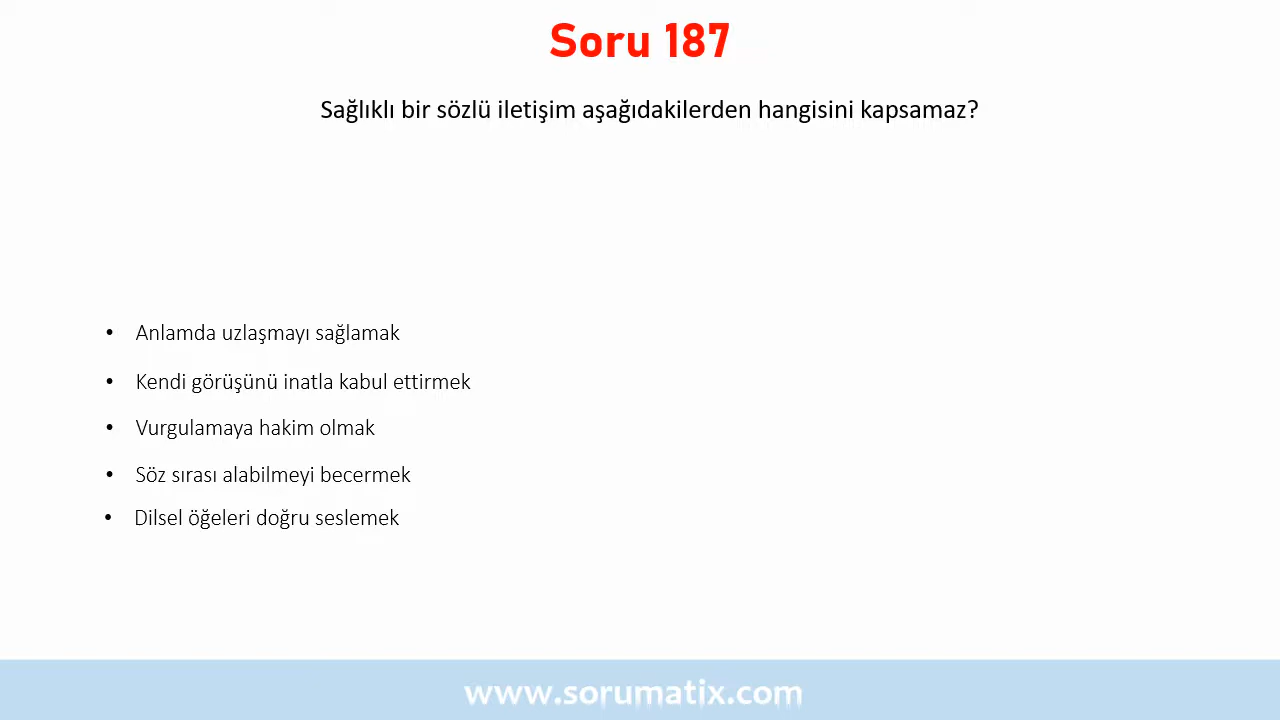 Soru 187
Sağlıklı bir sözlü iletişim aşağıdakilerden hangisini kapsamaz?
• Anlamda uzlaşmayı sağlamak
• Kendi görüşünü inatla kabul ettirmek
• Vurgulamaya hakim olmak
• Söz sırası alabilmeyi becermek
• Dilsel öğeleri doğru seslemek
www.sorumatix.com